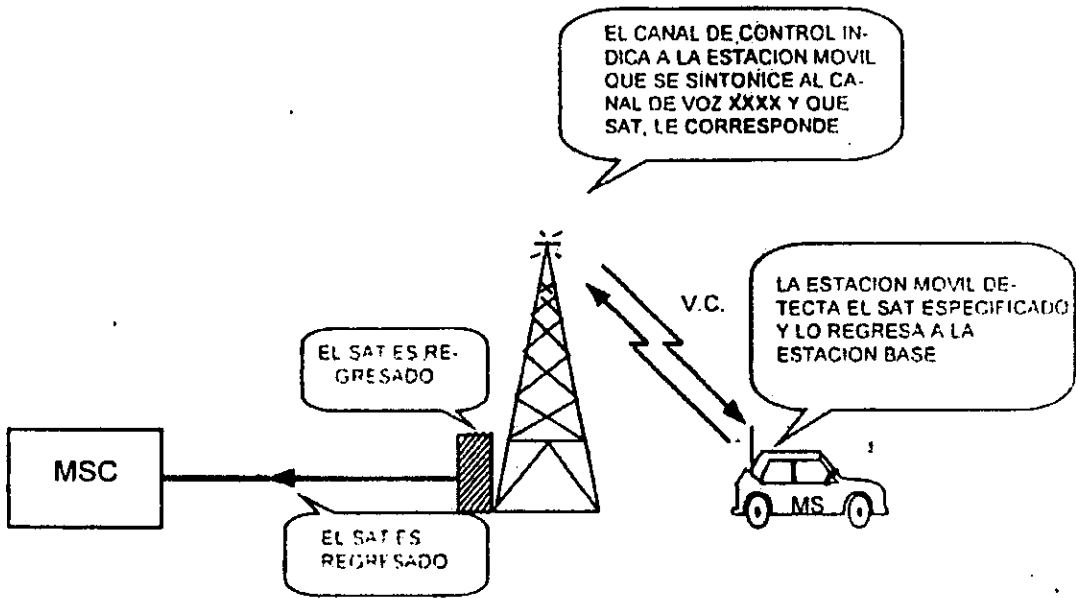 EL CANAL DE CONTROL IN-
DICA A LA ESTACION MOVIL
QUE SE SINTONICE AL CA-
NAL DE VOZ XXXX Y QUE
SAT, LE CORRESPONDE
V.C.
LA ESTACION MOVIL DE-
TECTA EL SAT ESPECIFICADO
Y LO REGRESA A LA
ESTACION BASE
EL SAT ES RE-
GRESADO
MSC
MS
EL SAT ES
REGRESADO